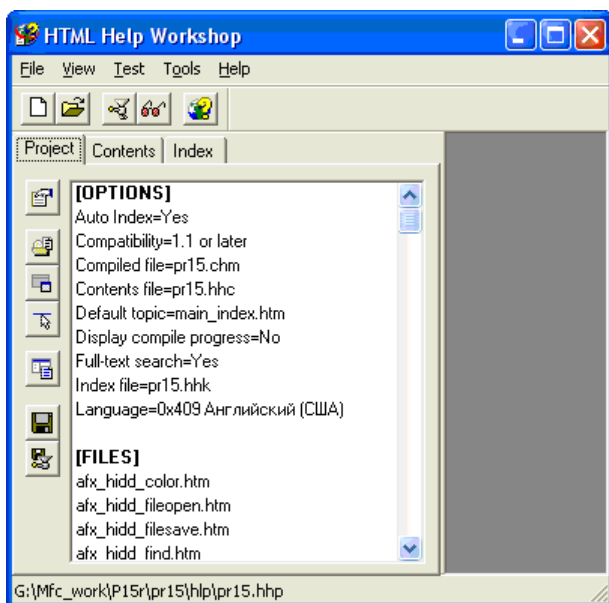 HTML Help Workshop
File View Test Tools Help
Project Contents Index
[OPTIONS]
Auto Index=Yes
Compatibility=1.1 or later
Compiled file=pr15.chm
Contents file=pr15.hhc
Default topic=main_index.htm
Display compile progress=No
Full-text search=Yes
Index file=pr15.hhk
Language=0x409 Английский (США)
[FILES]
afx_hidd_color.htm
afx_hidd_fileopen.htm
afx_hidd_filesave.htm
afx_hidd_find.htm
G:\Mfc_work\P15r\pr15\hlp\pr15.hhp